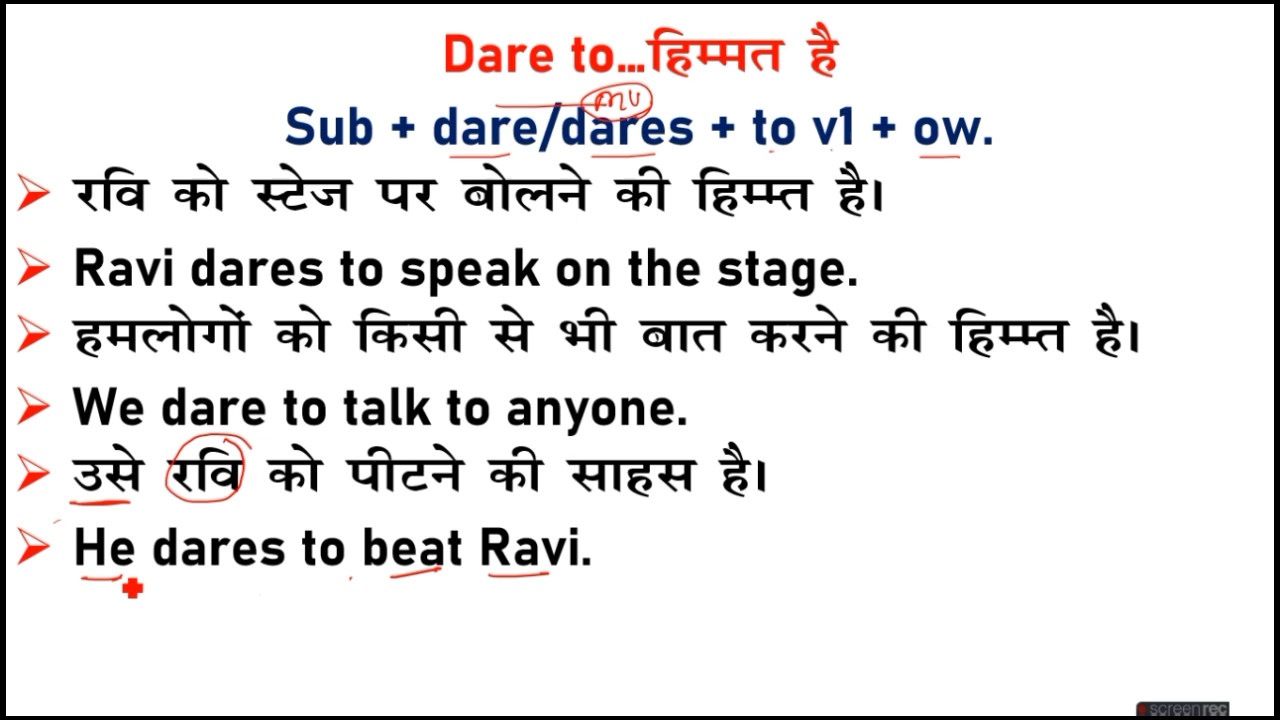 Dare to...हिम्मत है
mv
Sub + dare/dares + to v1 + ow.
रवि को स्टेज पर बोलने की हिम्म्त है।
Ravi dares to speak on the stage.
हमलोगों को किसी से भी बात करने की हिम्म्त है।
We dare to talk to anyone.
उसे रवि को पीटने की साहस है।
He dares to beat Ravi.
screenrec